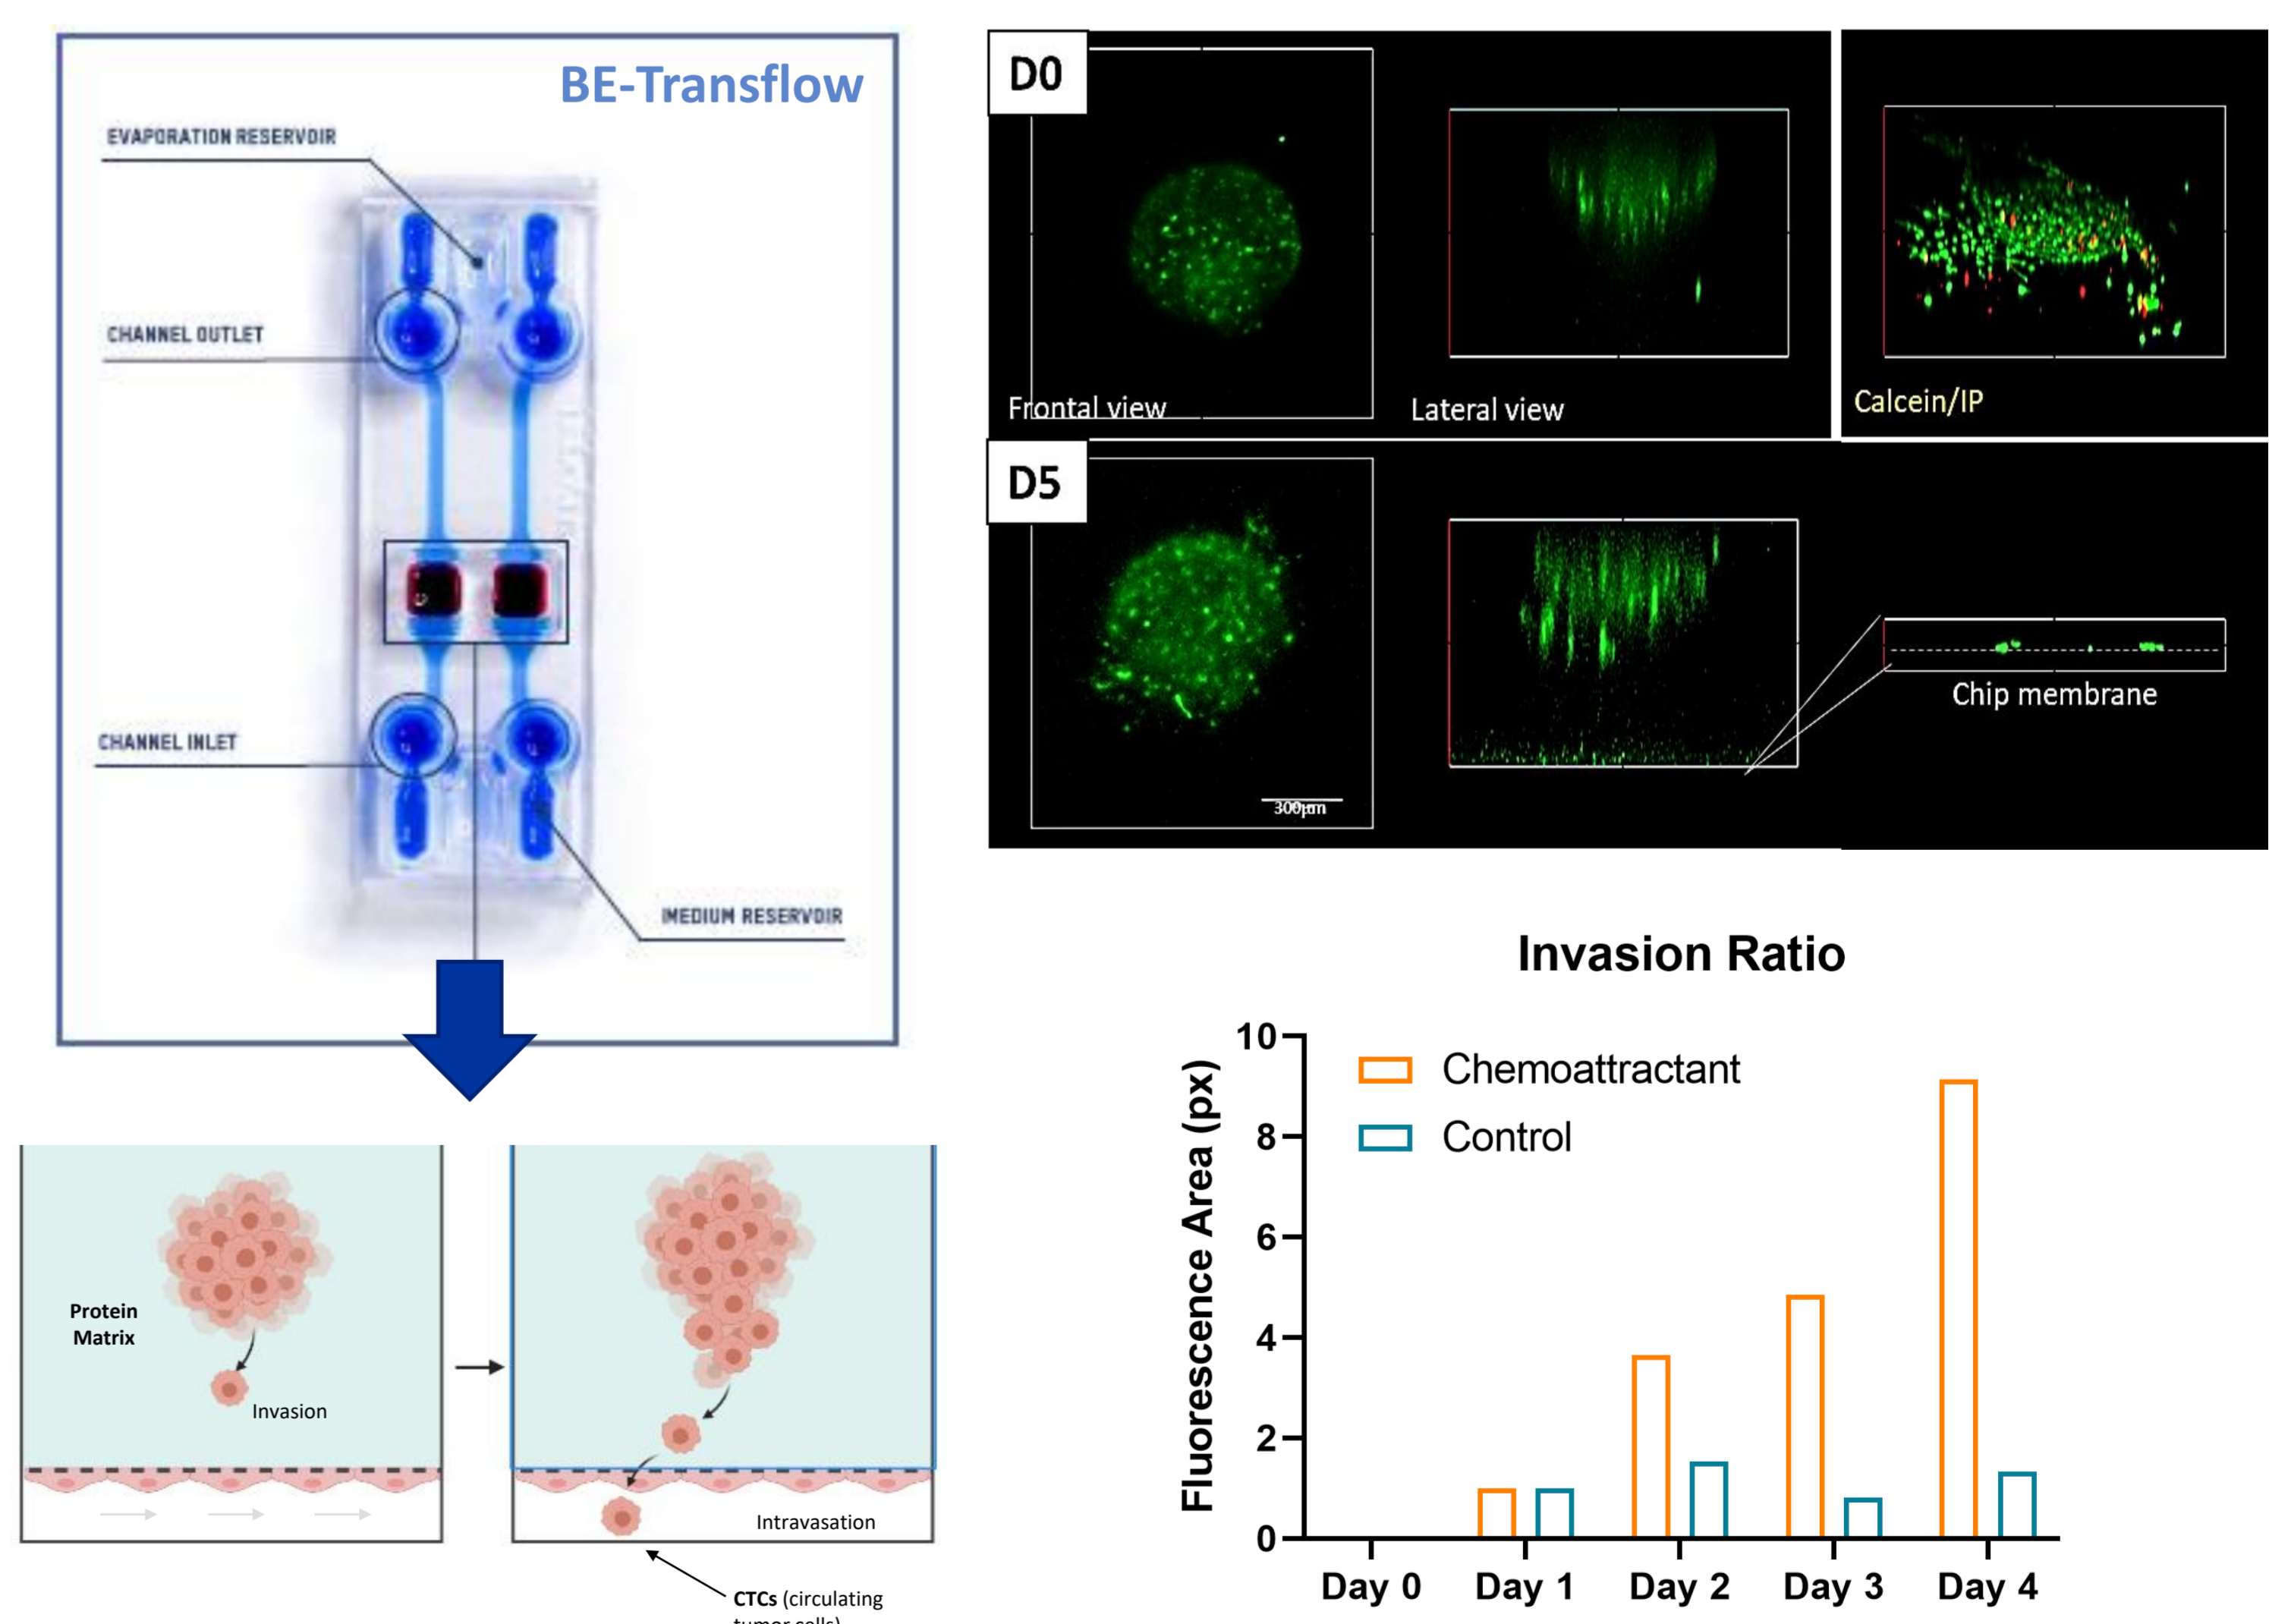 BE-Transflow
EVAPORATION RESERVOIR
CHANNEL OUTLET
CHANNEL INLET
MEDIUM RESERVOIR
Protein
Matrix
Invasion
Intravasation
CTCs (circulating
tumor cells)
D0
Frontal view
Lateral view
Calcein/IP
D5
300µm
Chip membrane
Invasion Ratio
Fluorescence Area (px)
10
8
6
4
2
0
Chemoattractant
Control
Day 0
Day 1
Day 2
Day 3
Day 4